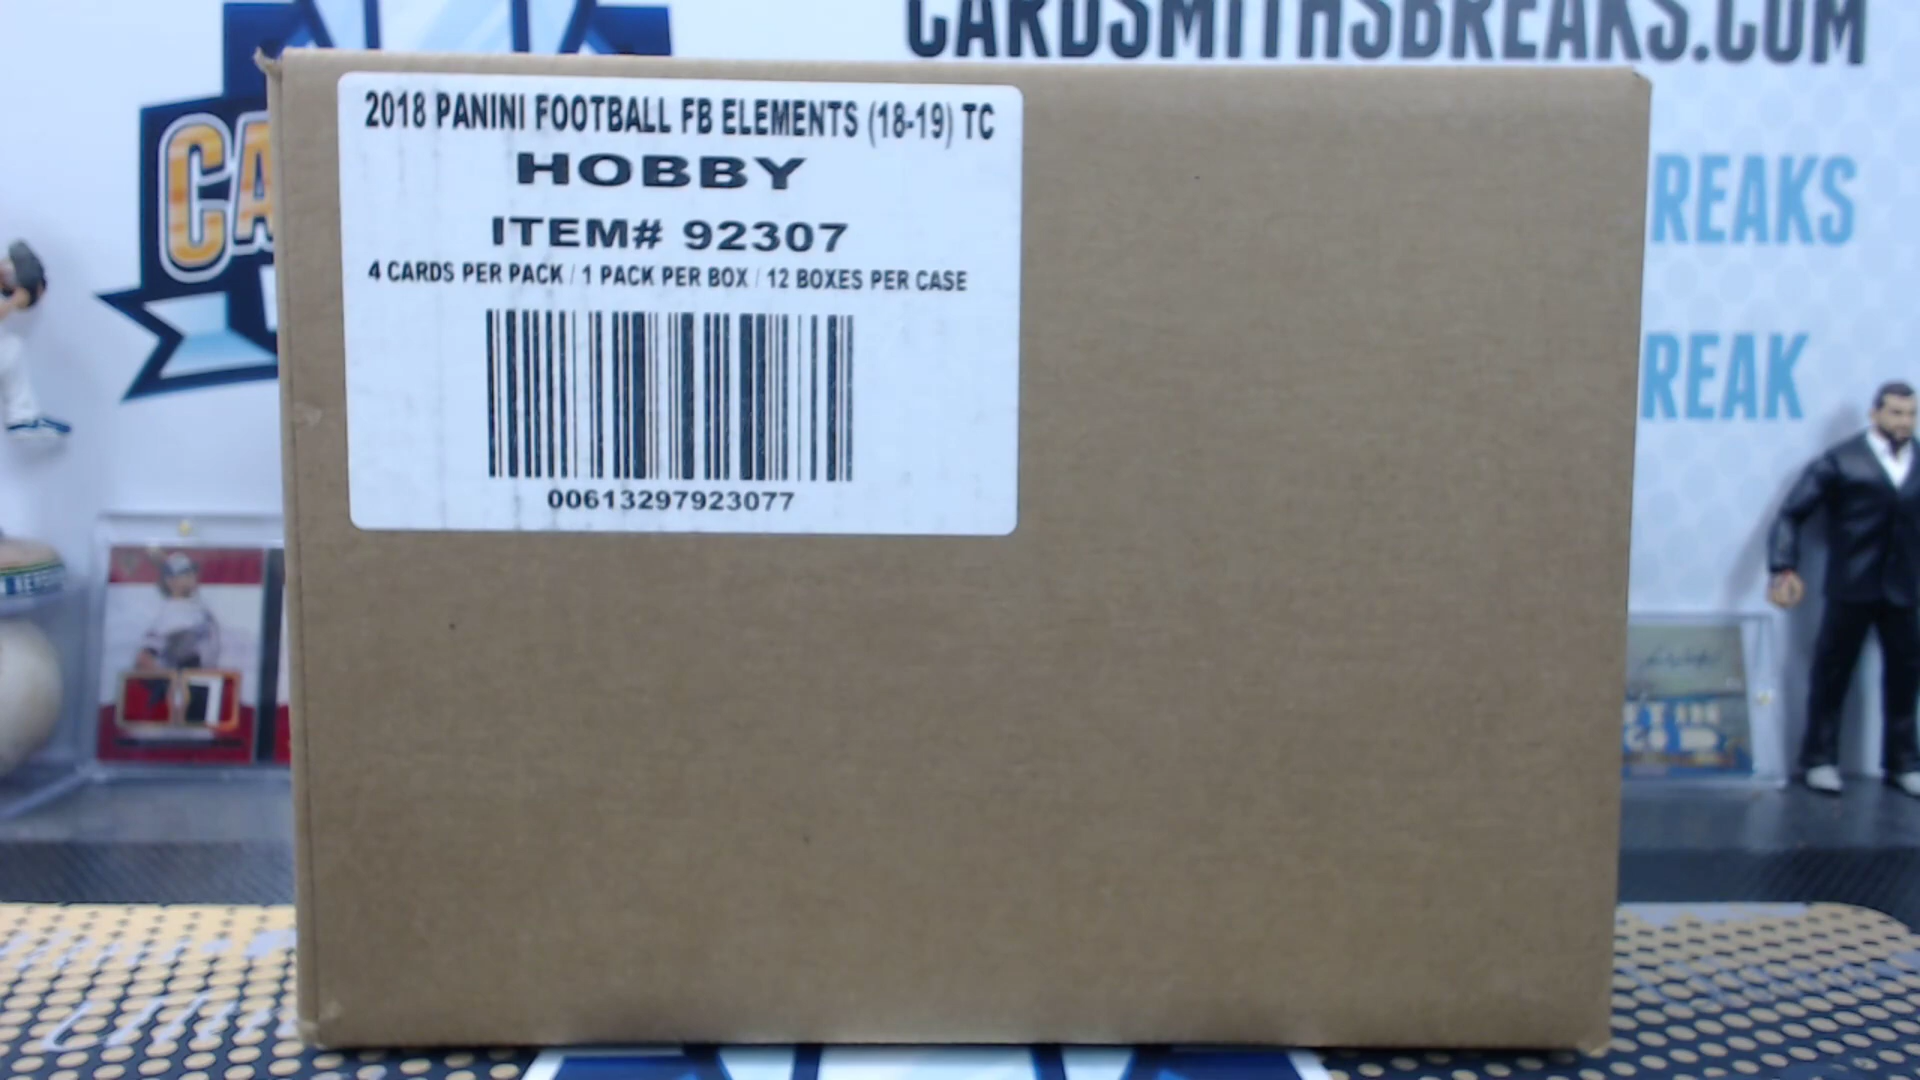 CARDSMITHSBREAKS.COM
CA
2018 PANINI FOOTBALL FB ELEMENTS (18-19) TC
HOBBY
ITEM# 92307
4 CARDS PER PACK / 1 PACK PER BOX / 12 BOXES PER CASE
00613297923077
REAKS
REAK